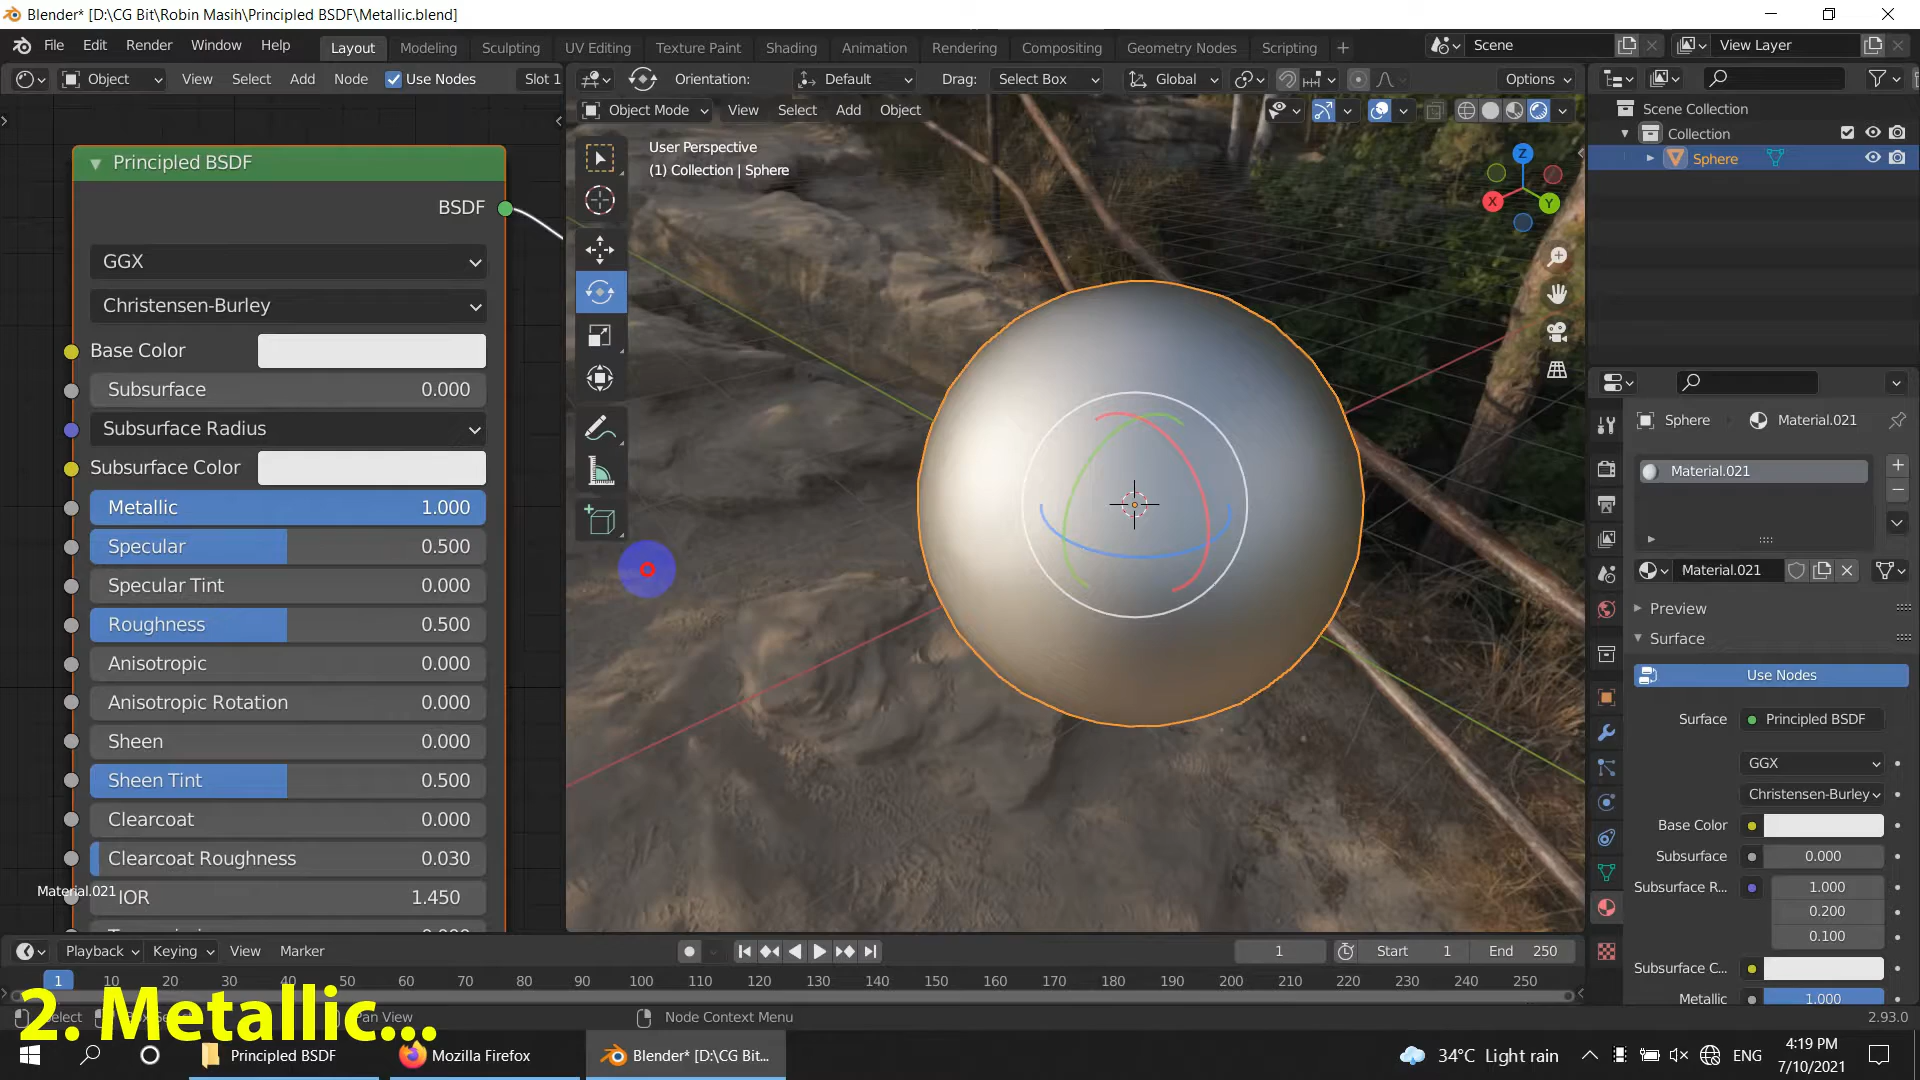 Blender* [D:\CG Bit\Robin Masih\Principled BSDF\Metallic.blend]
File Edit Render Window Help Layout Modeling Sculpting UV Editing Texture Paint Shading Animation Rendering Compositing Geometry Nodes Scripting + Scene View Layer
Object View Select Add Node Use Nodes Slot 1 Orientation: Default Drag: Select Box Global Options
Object Mode View Select Add Object
User Perspective
(1) Collection | Sphere
Z
X
Y
Principled BSDF
BSDF
GGX
Christensen-Burley
Base Color
Subsurface 0.000
Subsurface Radius
Subsurface Color
Metallic 1.000
Specular 0.500
Specular Tint 0.000
Roughness 0.500
Anisotropic 0.000
Anisotropic Rotation 0.000
Sheen 0.000
Sheen Tint 0.500
Clearcoat 0.000
Clearcoat Roughness 0.030
Material.021
IOR 1.450
Scene Collection
Collection
Sphere
Sphere Material.021
Material.021
Material.021
Preview
Surface
Use Nodes
Surface Principled BSDF
GGX
Christensen-Burley
Base Color
Subsurface 0.000
Subsurface R... 1.000
0.200
0.100
Subsurface C...
Metallic 1.000
Playback Keying View Marker 1 Start 1 End 250
1 10 20 30 40 50 60 70 80 90 100 110 120 130 140 150 160 170 180 190 200 210 220 230 240 250
2. Metallic...
Select Pan View Node Context Menu 2.93.0
Principled BSDF Mozilla Firefox Blender* [D:\CG Bit... 34°C Light rain ENG
4:19 PM
7/10/2021